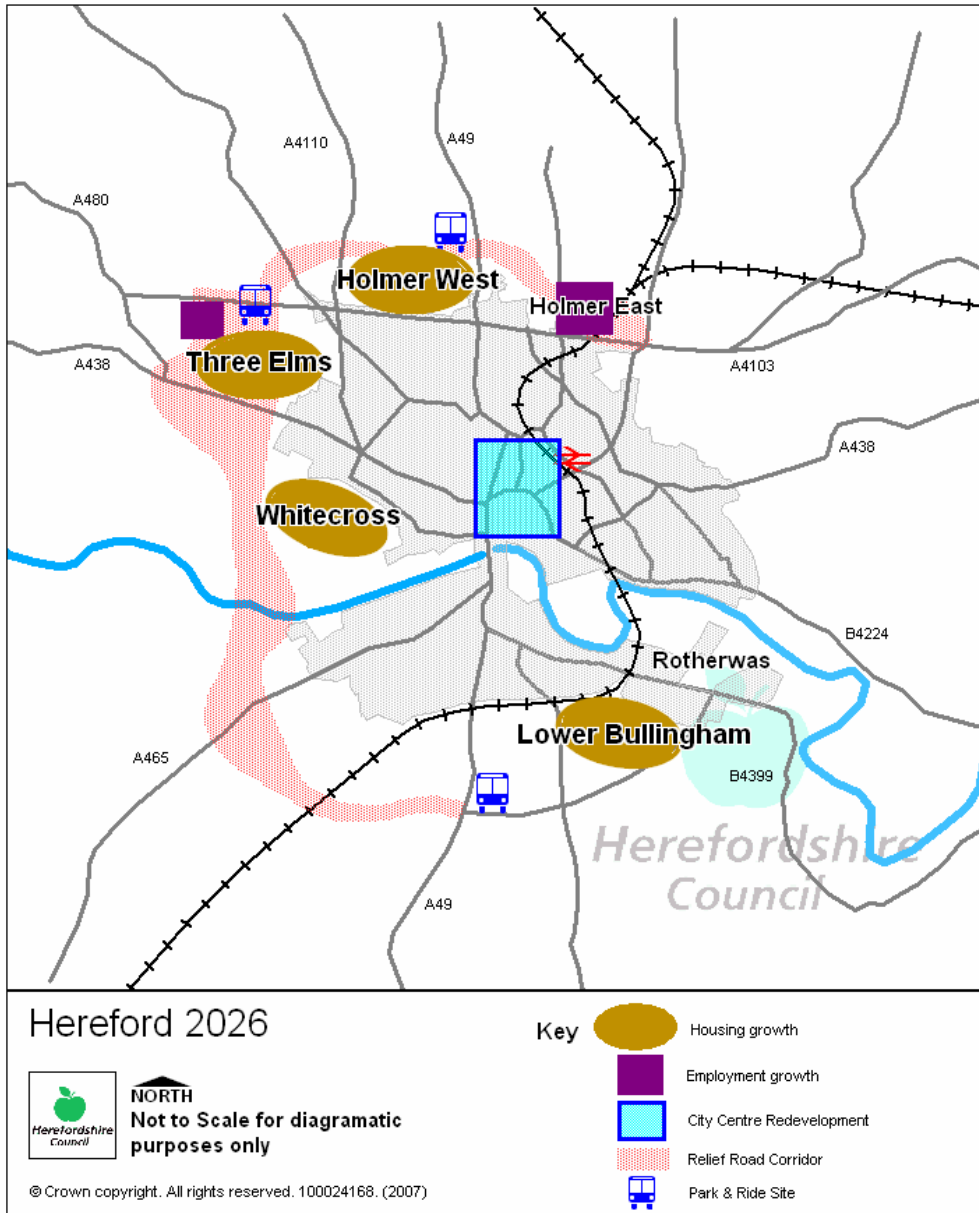 A4110
A49
A480
Holmer West
Holmer East
Three Elms
A438
A4103
A438
Whitecross
B4224
Rotherwas
Lower Bullingham
A465
B4399
Herefordshire
Council
A49
Hereford 2026
Key
Housing growth
Employment growth
City Centre Redevelopment
Relief Road Corridor
Park & Ride Site
Herefordshire
Council
NORTH
Not to Scale for diagramatic
purposes only
© Crown copyright. All rights reserved. 100024168. (2007)